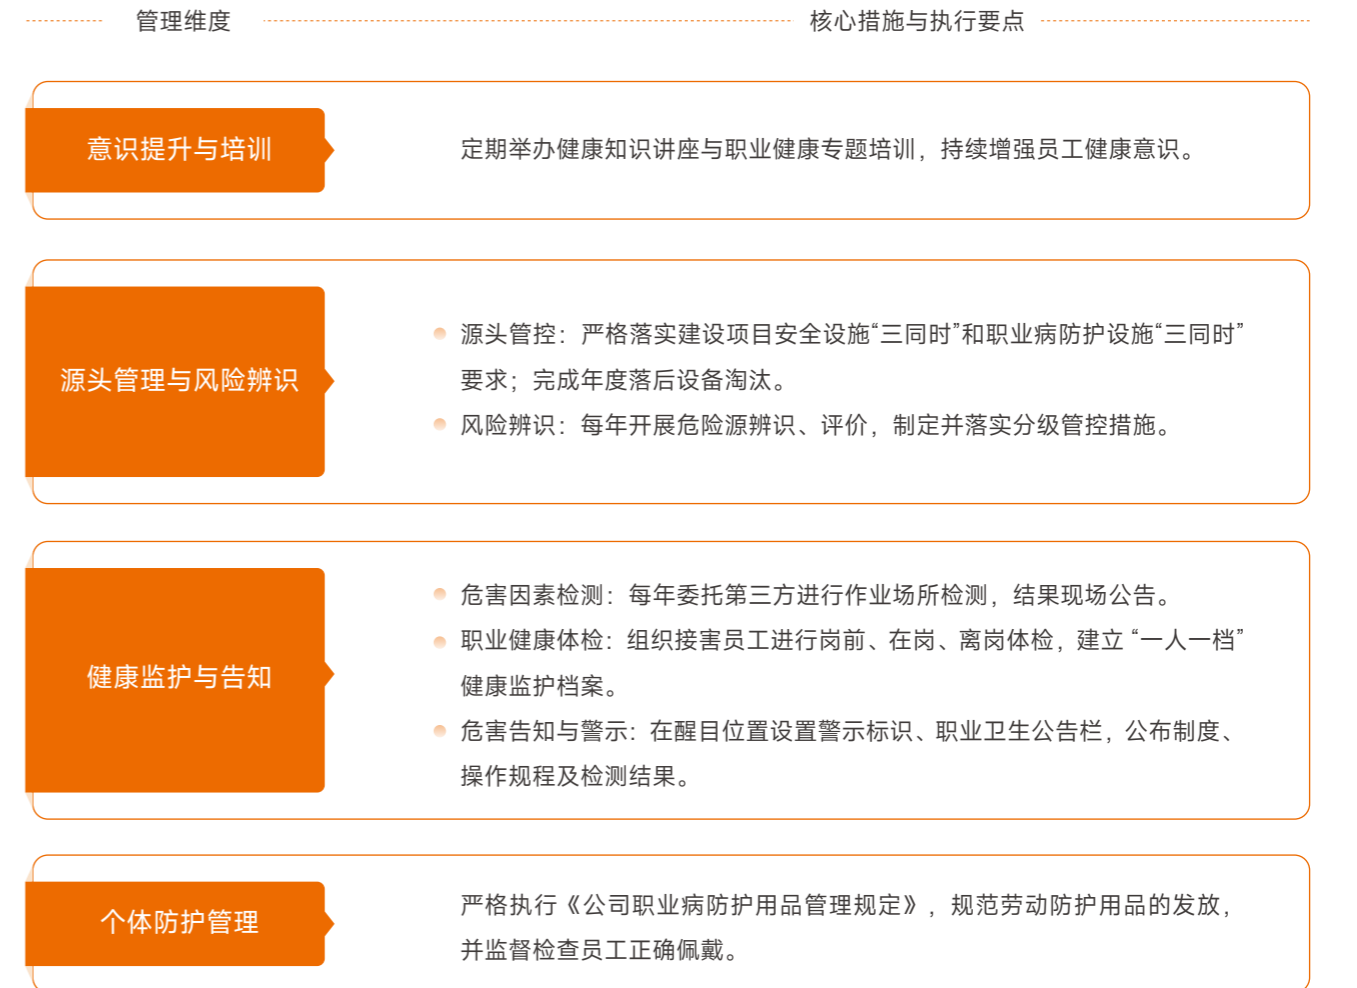 管理维度
核心措施与执行要点
意识提升与培训
定期举办健康知识讲座与职业健康专题培训，持续增强员工健康意识。
源头管理与风险辨识
源头管控：严格落实建设项目安全设施“三同时”和职业病防护设施“三同时”
要求；完成年度落后设备淘汰。
风险辨识：每年开展危险源辨识、评价，制定并落实分级管控措施。
健康监护与告知
危害因素检测：每年委托第三方进行作业场所检测，结果现场公告。
职业健康体检：组织接害员工进行岗前、在岗、离岗体检，建立 “一人一档”
健康监护档案。
危害告知与警示：在醒目位置设置警示标识、职业卫生公告栏，公布制度、
操作规程及检测结果。
个体防护管理
严格执行《公司职业病防护用品管理规定》，规范劳动防护用品的发放，
并监督检查员工正确佩戴。